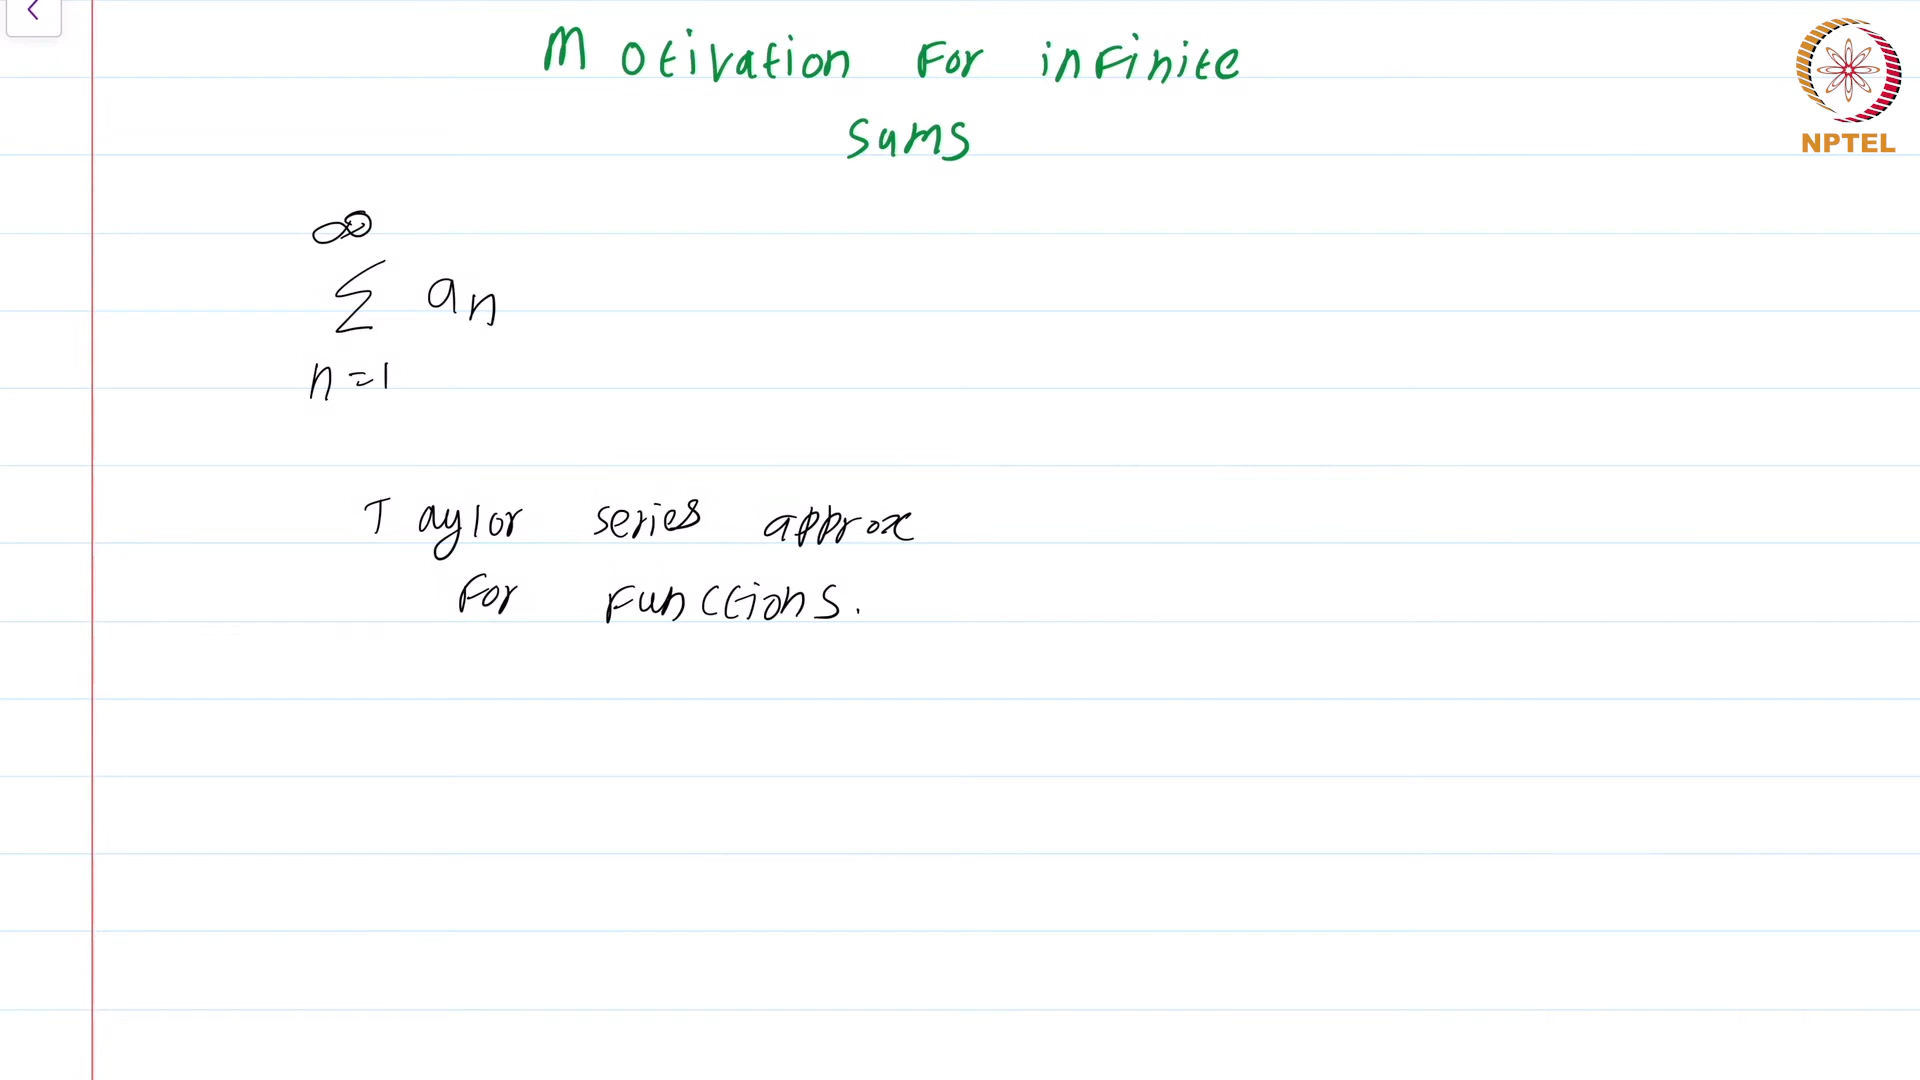 Motivation for infinite
sums
NPTEL
∞
Σ an
n=1
Taylor series approx
for functions.